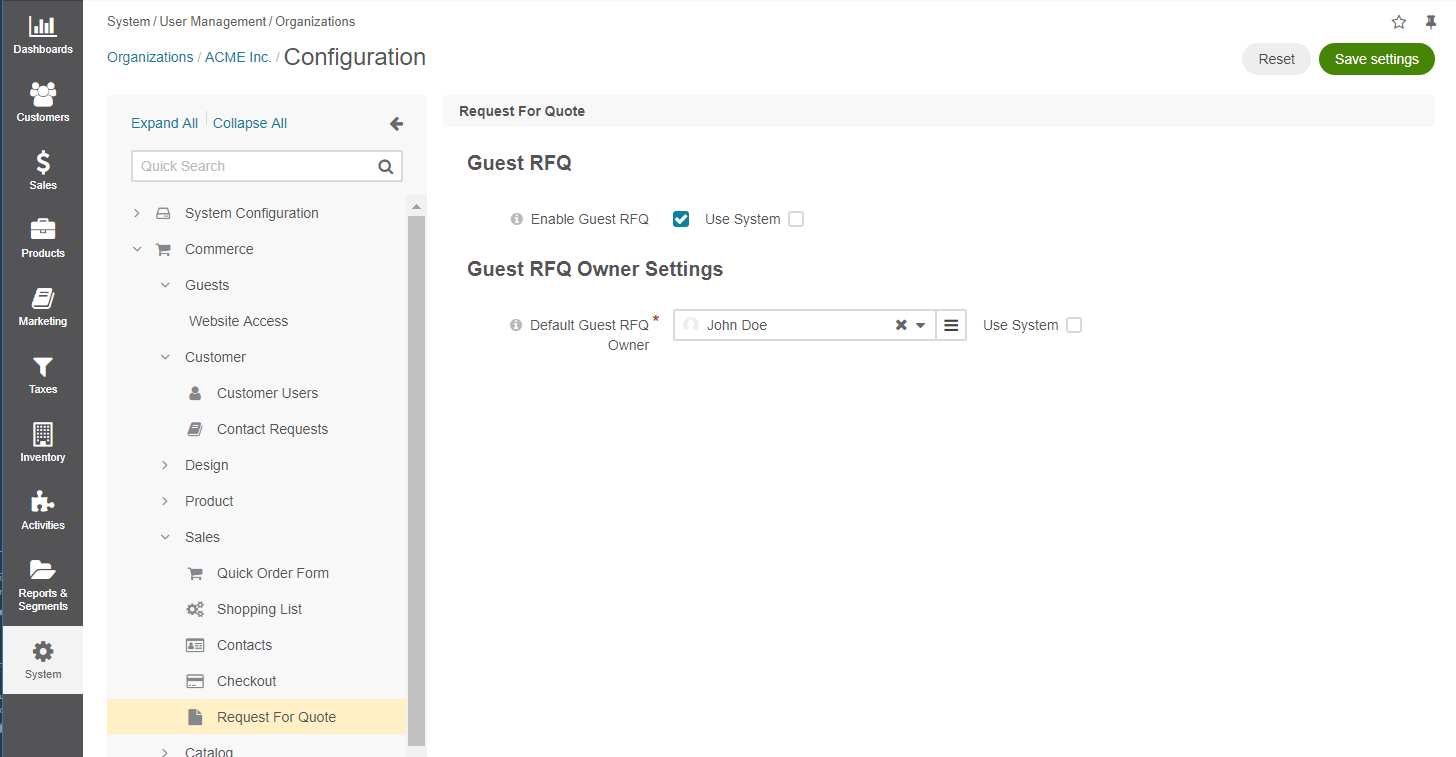 Dashboards
Customers
Sales
Products
Marketing
Taxes
Inventory
Activities
Reports &
Segments
System
System / User Management / Organizations
Organizations / ACME Inc. / Configuration
Reset
Save settings
Expand All
Collapse All
Quick Search
System Configuration
Commerce
Guests
Website Access
Customer
Customer Users
Contact Requests
Design
Product
Sales
Quick Order Form
Shopping List
Contacts
Checkout
Request For Quote
Catalog
Request For Quote
Guest RFQ
Enable Guest RFQ
Use System
Guest RFQ Owner Settings
Default Guest RFQ *
Owner
John Doe
Use System